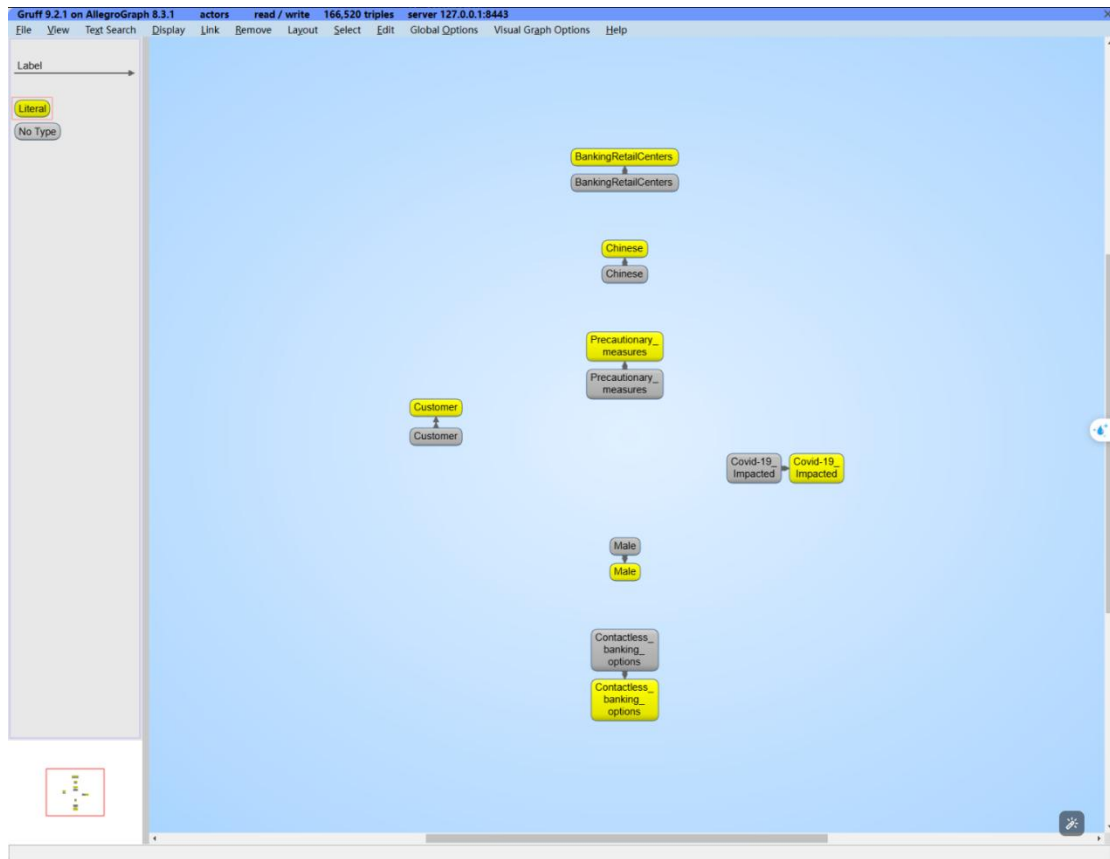 Gruff 9.2.1 on AllegroGraph 8.3.1 actors read / write 166,520 triples server 127.0.0.1:8443
File View Text Search Display Link Remove Layout Select Edit Global Options Visual Graph Options Help
Label
Literal
No Type
BankingRetailCenters
BankingRetailCenters
Chinese
Chinese
Precautionary_
measures
Precautionary_
measures
Customer
Customer
Covid-19_
Impacted
Covid-19_
Impacted
Male
Male
Contactless_
banking_
options
Contactless_
banking_
options